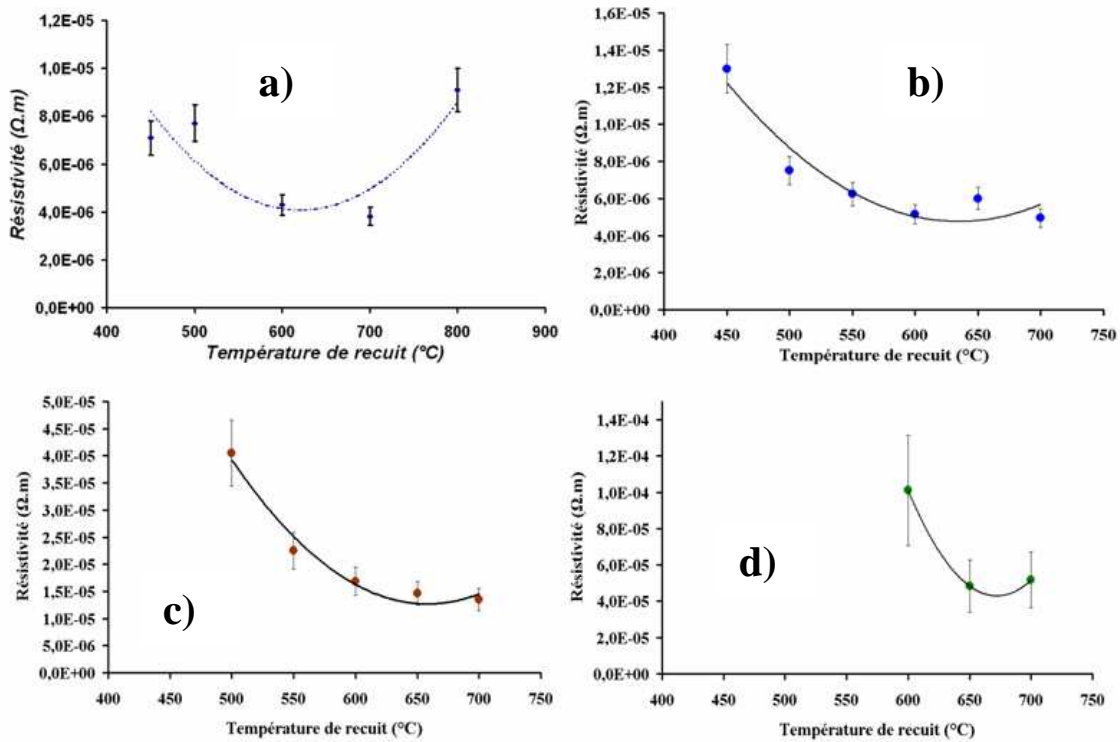 a)
Résistivité (Ω.m)
1,2E-05
1,0E-05
8,0E-06
6,0E-06
4,0E-06
2,0E-06
0,0E+00
400 500 600 700 800 900
Température de recuit (°C)
b)
Résistivité (Ω.m)
1,6E-05
1,4E-05
1,2E-05
1,0E-05
8,0E-06
6,0E-06
4,0E-06
2,0E-06
0,0E+00
400 450 500 550 600 650 700 750
Température de recuit (°C)
c)
Résistivité (Ω.m)
5,0E-05
4,5E-05
4,0E-05
3,5E-05
3,0E-05
2,5E-05
2,0E-05
1,5E-05
1,0E-05
5,0E-06
0,0E+00
400 450 500 550 600 650 700 750
Température de recuit (°C)
d)
Résistivité (Ω.m)
1,4E-04
1,2E-04
1,0E-04
8,0E-05
6,0E-05
4,0E-05
2,0E-05
0,0E+00
400 450 500 550 600 650 700 750
Température de recuit (°C)